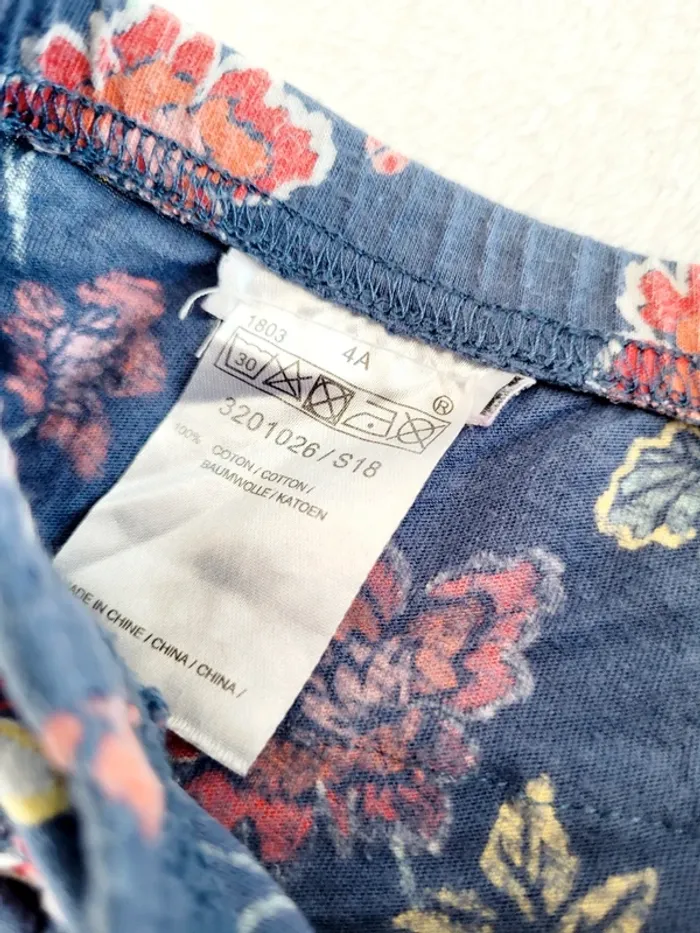 1803 4A
30
®
3201026 / S18
100% COTON / COTTON /
BAUMWOLLE / KATOEN
ADE IN CHINE / CHINA / CHINA /